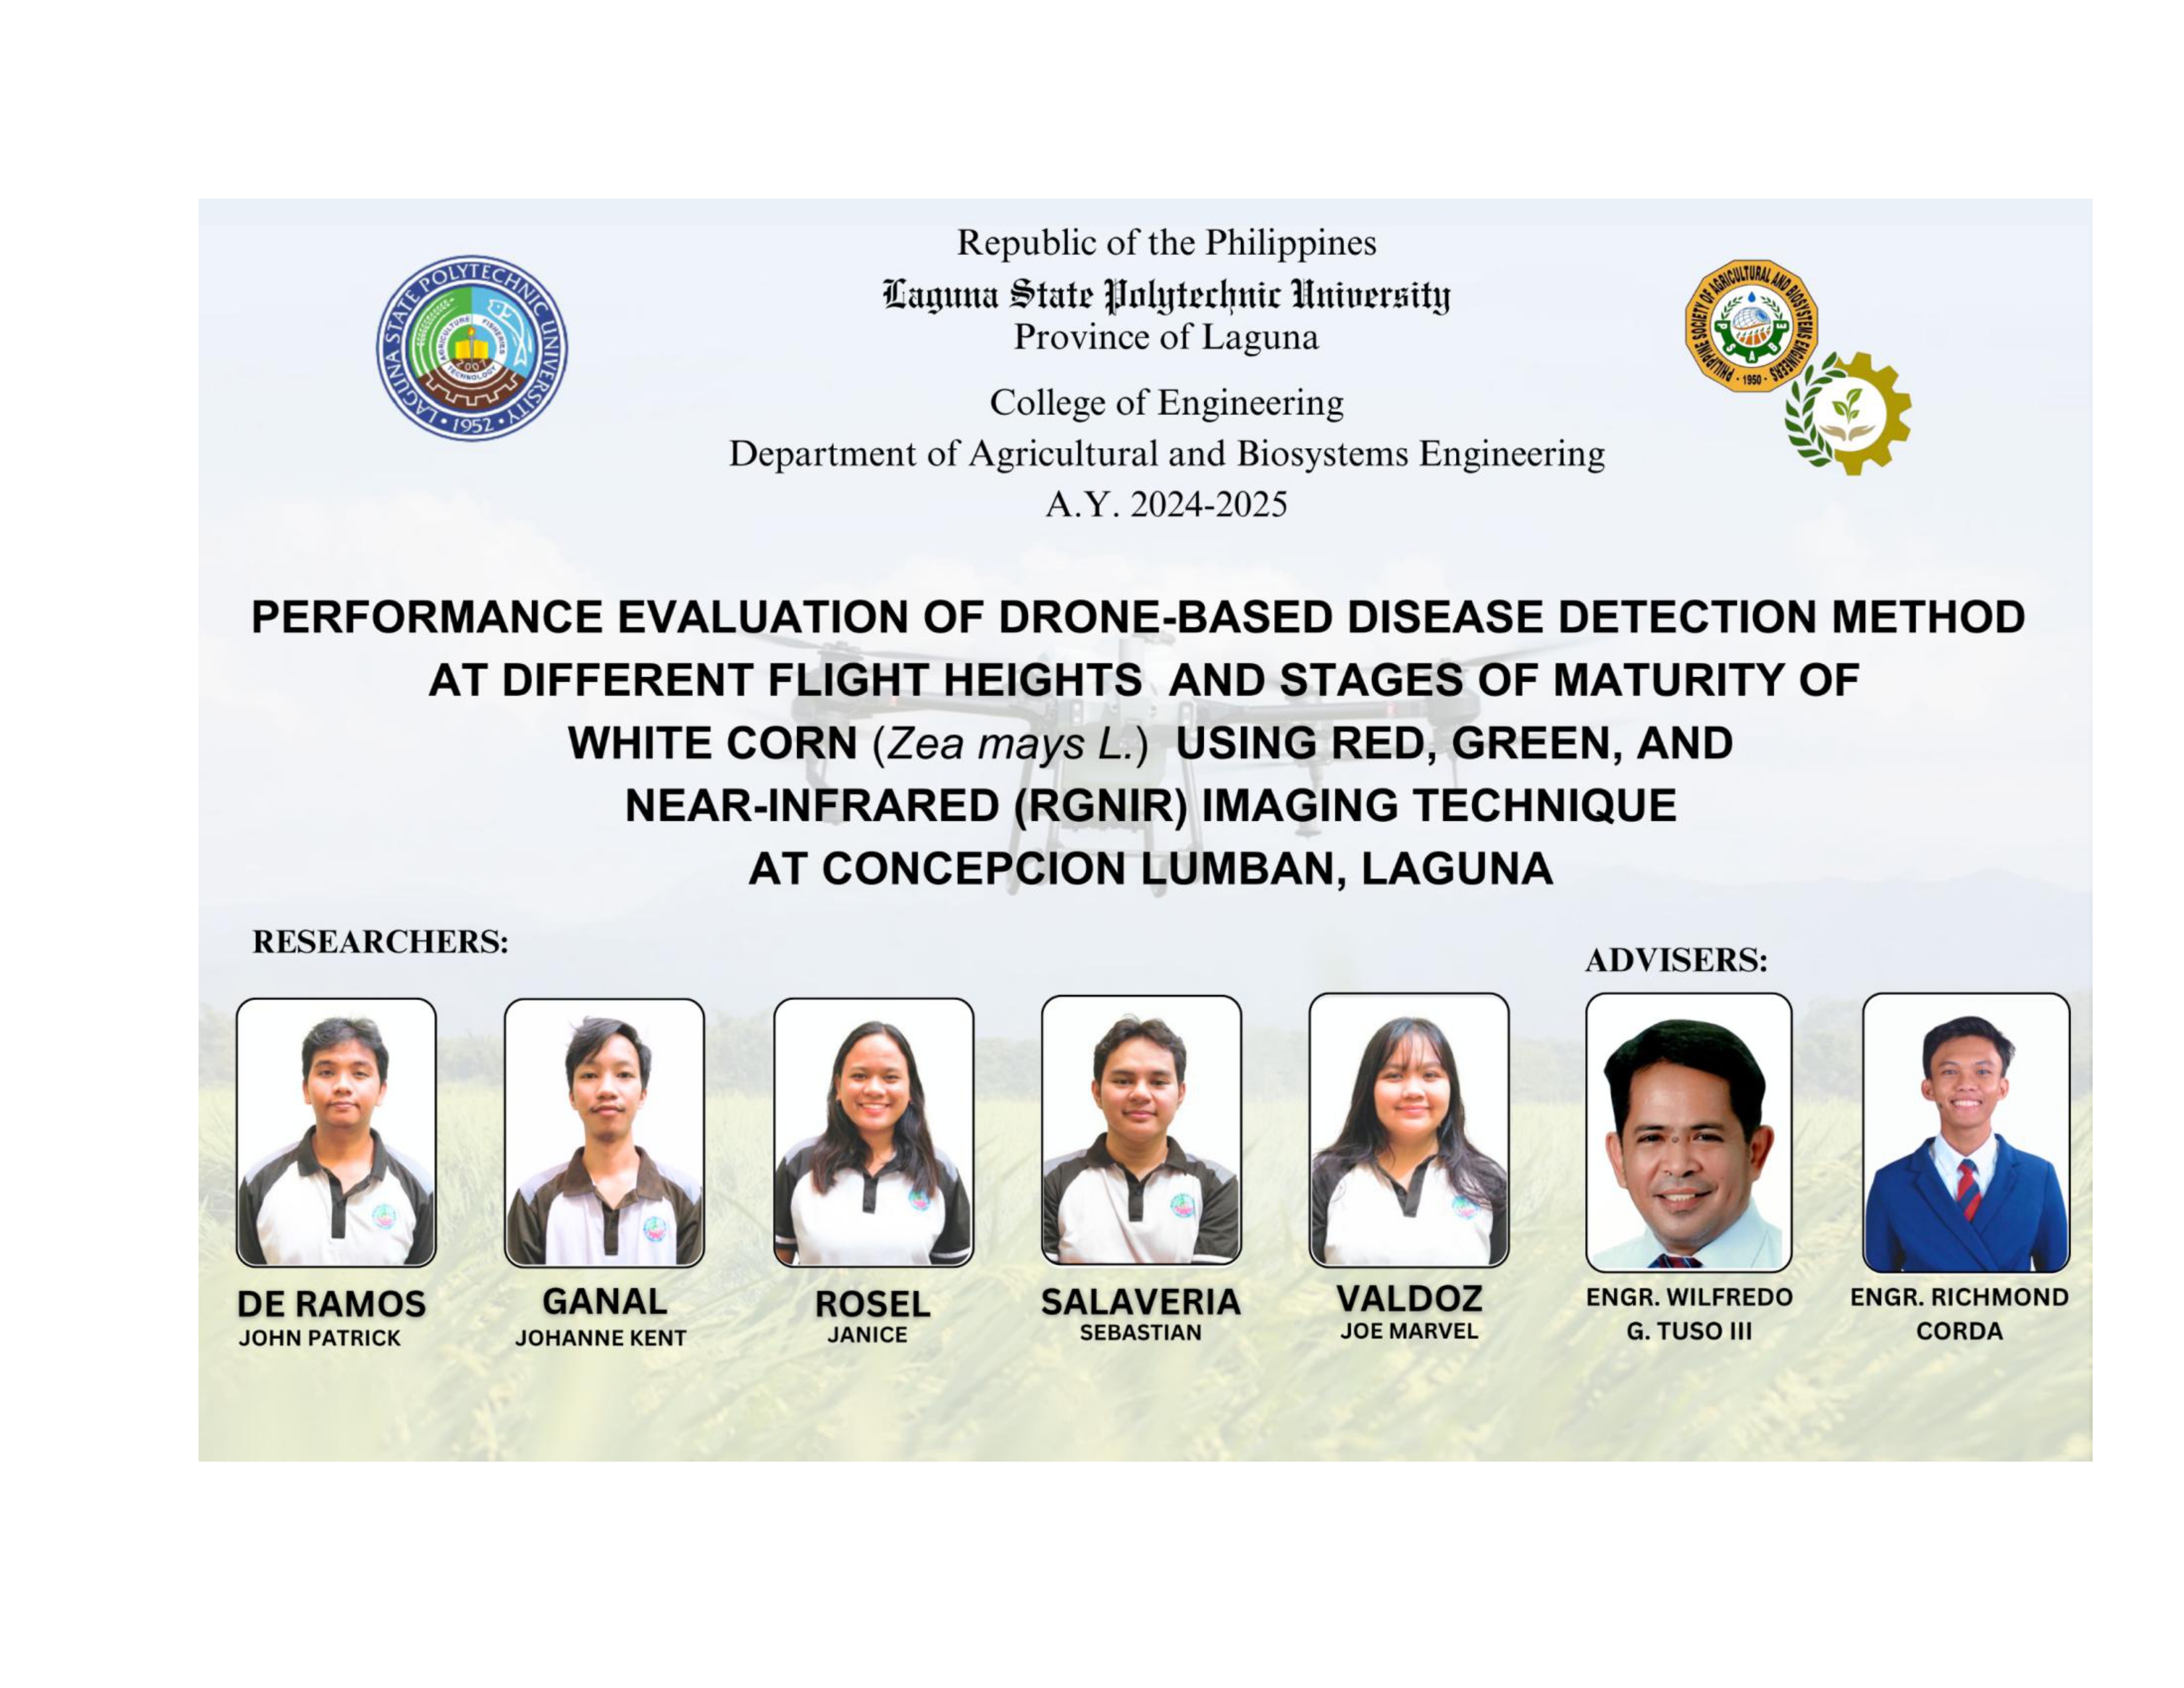 Republic of the Philippines
Laguna State Polytechnic University
Province of Laguna
College of Engineering
Department of Agricultural and Biosystems Engineering
A.Y. 2024-2025
LAGUNA STATE POLYTECHNIC UNIVERSITY
AGRICULTURE
FISHERIES
2007
TECHNOLOGY
• 1952 •
PHILIPPINE SOCIETY OF AGRICULTURAL AND BIOSYSTEMS ENGINEERS
P S A B E
- 1950 -
PERFORMANCE EVALUATION OF DRONE-BASED DISEASE DETECTION METHOD
AT DIFFERENT FLIGHT HEIGHTS AND STAGES OF MATURITY OF
WHITE CORN (Zea mays L.) USING RED, GREEN, AND
NEAR-INFRARED (RGNIR) IMAGING TECHNIQUE
AT CONCEPCION LUMBAN, LAGUNA
RESEARCHERS:
ADVISERS:
DE RAMOS
JOHN PATRICK
GANAL
JOHANNE KENT
ROSEL
JANICE
SALAVERIA
SEBASTIAN
VALDOZ
JOE MARVEL
ENGR. WILFREDO
G. TUSO III
ENGR. RICHMOND
CORDA